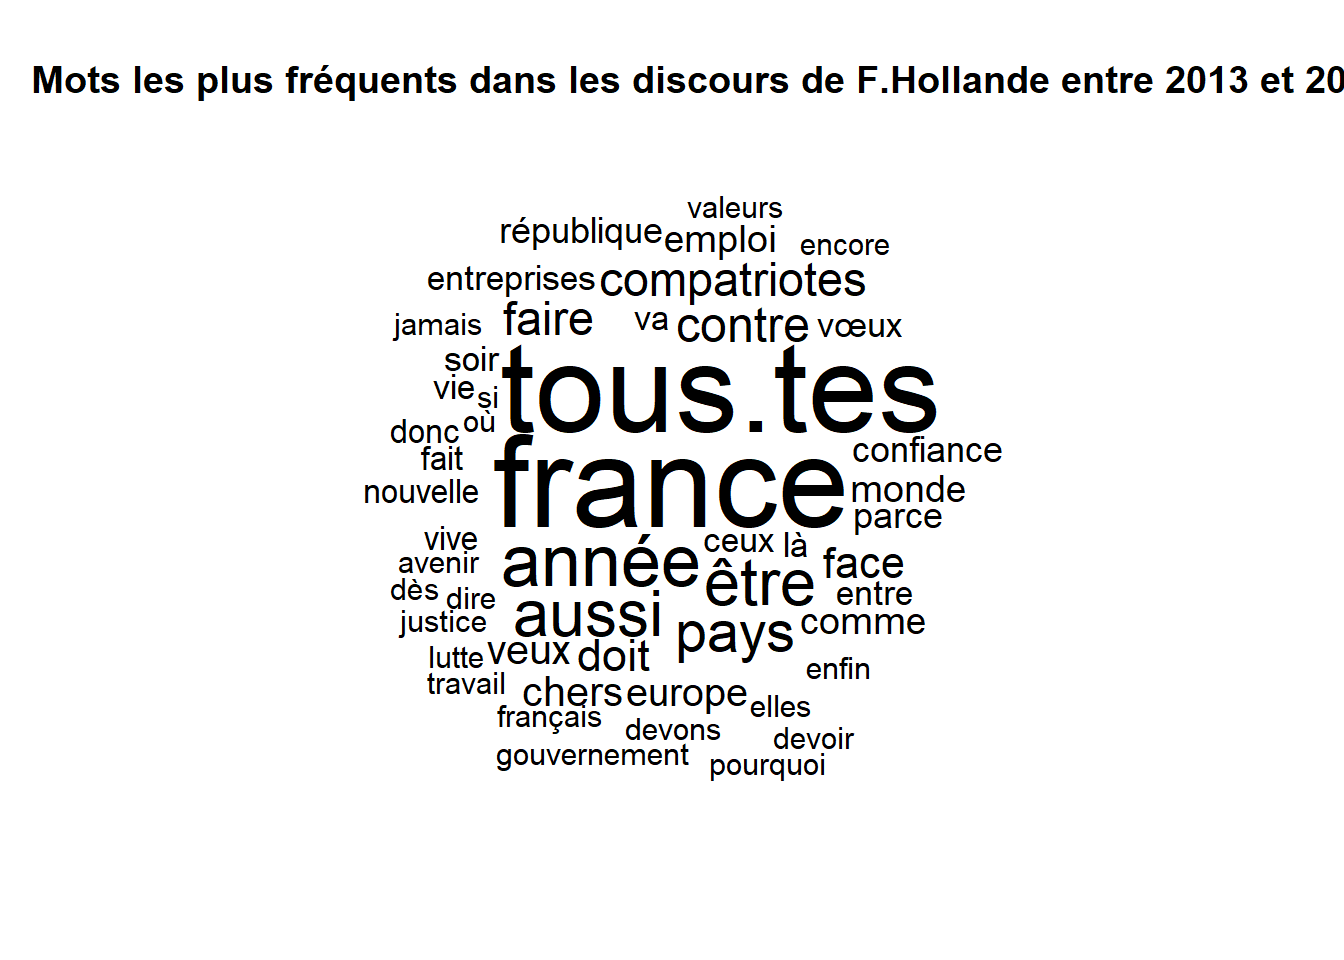 Mots les plus fréquents dans les discours de F.Hollande entre 2013 et 20
valeurs
république emploi encore
entreprises compatriotes
jamais faire va contre vœux
soir tous.tes
vie si
donc où
fait france confiance
nouvelle monde
parce
vive ceux là
avenir année être face
dès dire entre
justice aussi pays comme
lutte veux doit enfin
travail chers europe elles
français devons devoir
gouvernement pourquoi